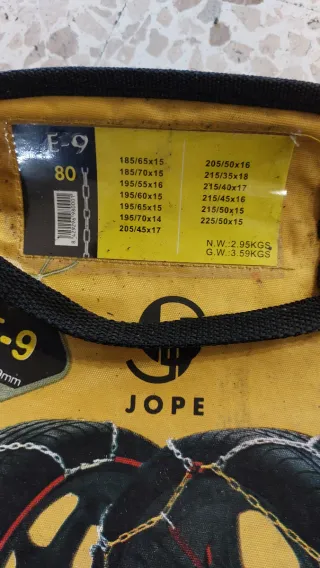 E-9
80
185/65x15
185/70x15
195/55x16
195/60x15
195/65x15
195/70x14
205/45x17
205/50x16
215/35x18
215/40x17
215/45x16
215/50x15
225/50x15
N.W.:2.95KGS
G.W.:3.59KGS
E-9
mm
JOPE